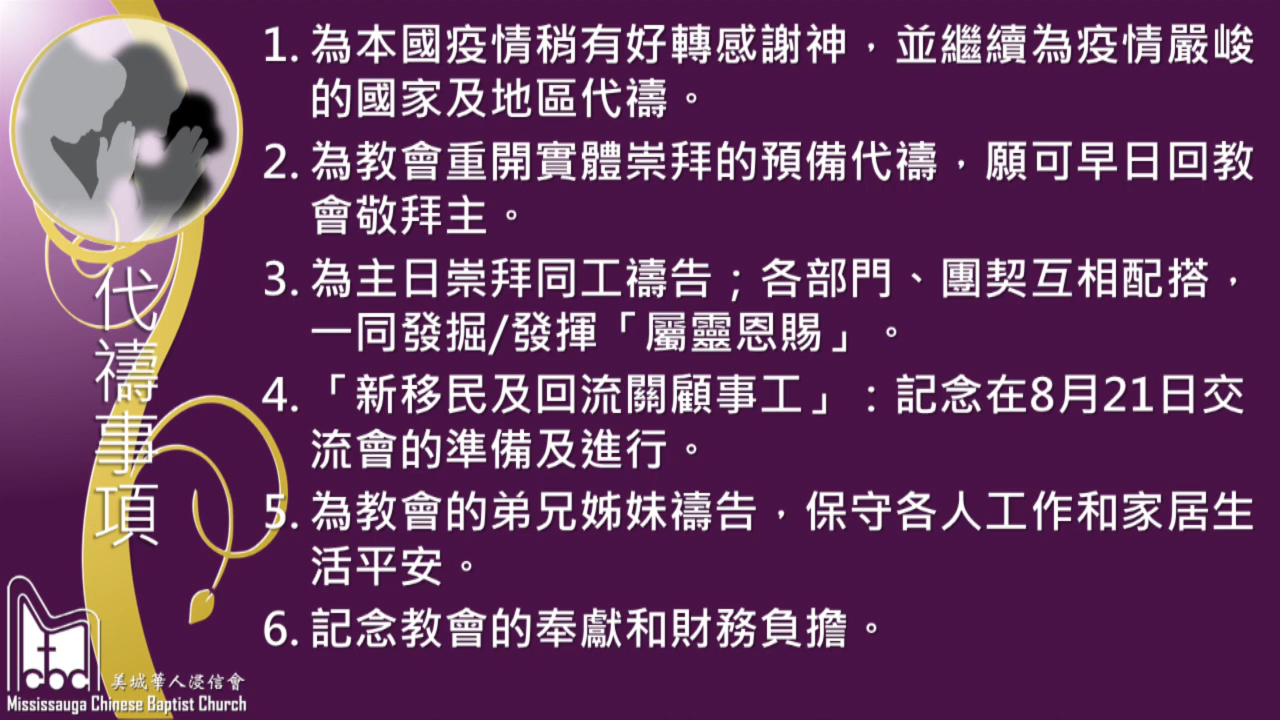 代禱事項
1. 為本國疫情稍有好轉感謝神，並繼續為疫情嚴峻
的國家及地區代禱。
2. 為教會重開實體崇拜的預備代禱，願可早日回教
會敬拜主。
3. 為主日崇拜同工禱告；各部門、團契互相配搭，
一同發掘/發揮「屬靈恩賜」。
4. 「新移民及回流關顧事工」：記念在8月21日交
流會的準備及進行。
5. 為教會的弟兄姊妹禱告，保守各人工作和家居生
活平安。
6. 記念教會的奉獻和財務負擔。
mcbc
美城華人浸信會
Mississauga Chinese Baptist Church